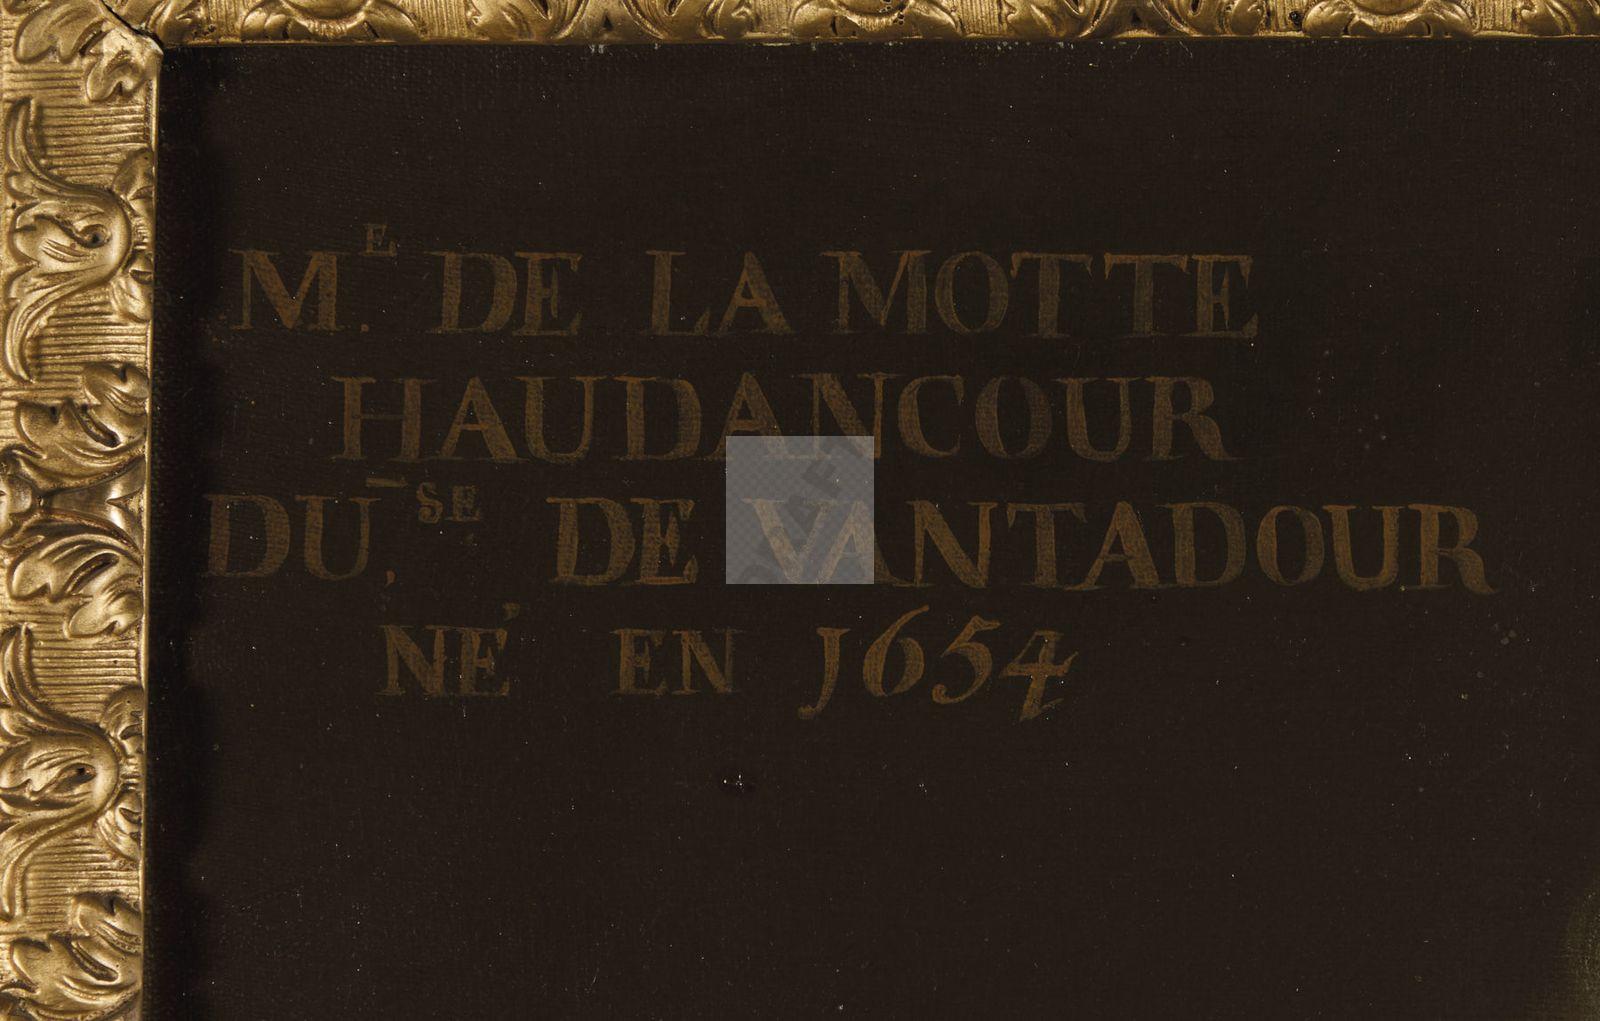 M.ᴱ DE LA MOTTE
HAUDANCOUR
DU,ˢᴱ DE VANTADOUR
NÉ EN 1654